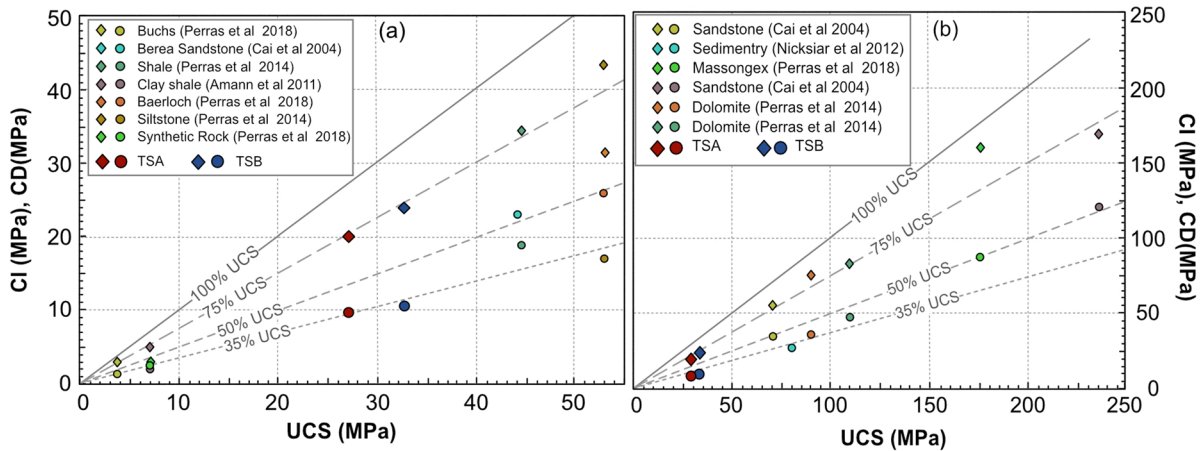 50
40
30
20
10
0
CI (MPa), CD(MPa)
Buchs (Perras et al 2018)
Berea Sandstone (Cai et al 2004)
Shale (Perras et al 2014)
Clay shale (Amann et al 2011)
Baerloch (Perras et al 2018)
Siltstone (Perras et al 2014)
Synthetic Rock (Perras et al 2018)
TSA TSB
(a)
100% UCS
75% UCS
50% UCS
35% UCS
0 10 20 30 40 50
UCS (MPa)
Sandstone (Cai et al 2004)
Sedimentry (Nicksiar et al 2012)
Massongex (Perras et al 2018)
Sandstone (Cai et al 2004)
Dolomite (Perras et al 2014)
Dolomite (Perras et al 2014)
TSA TSB
(b)
100% UCS
75% UCS
50% UCS
35% UCS
0 50 100 150 200 250
UCS (MPa)
250
200
150
100
50
0
CI (MPa), CD(MPa)